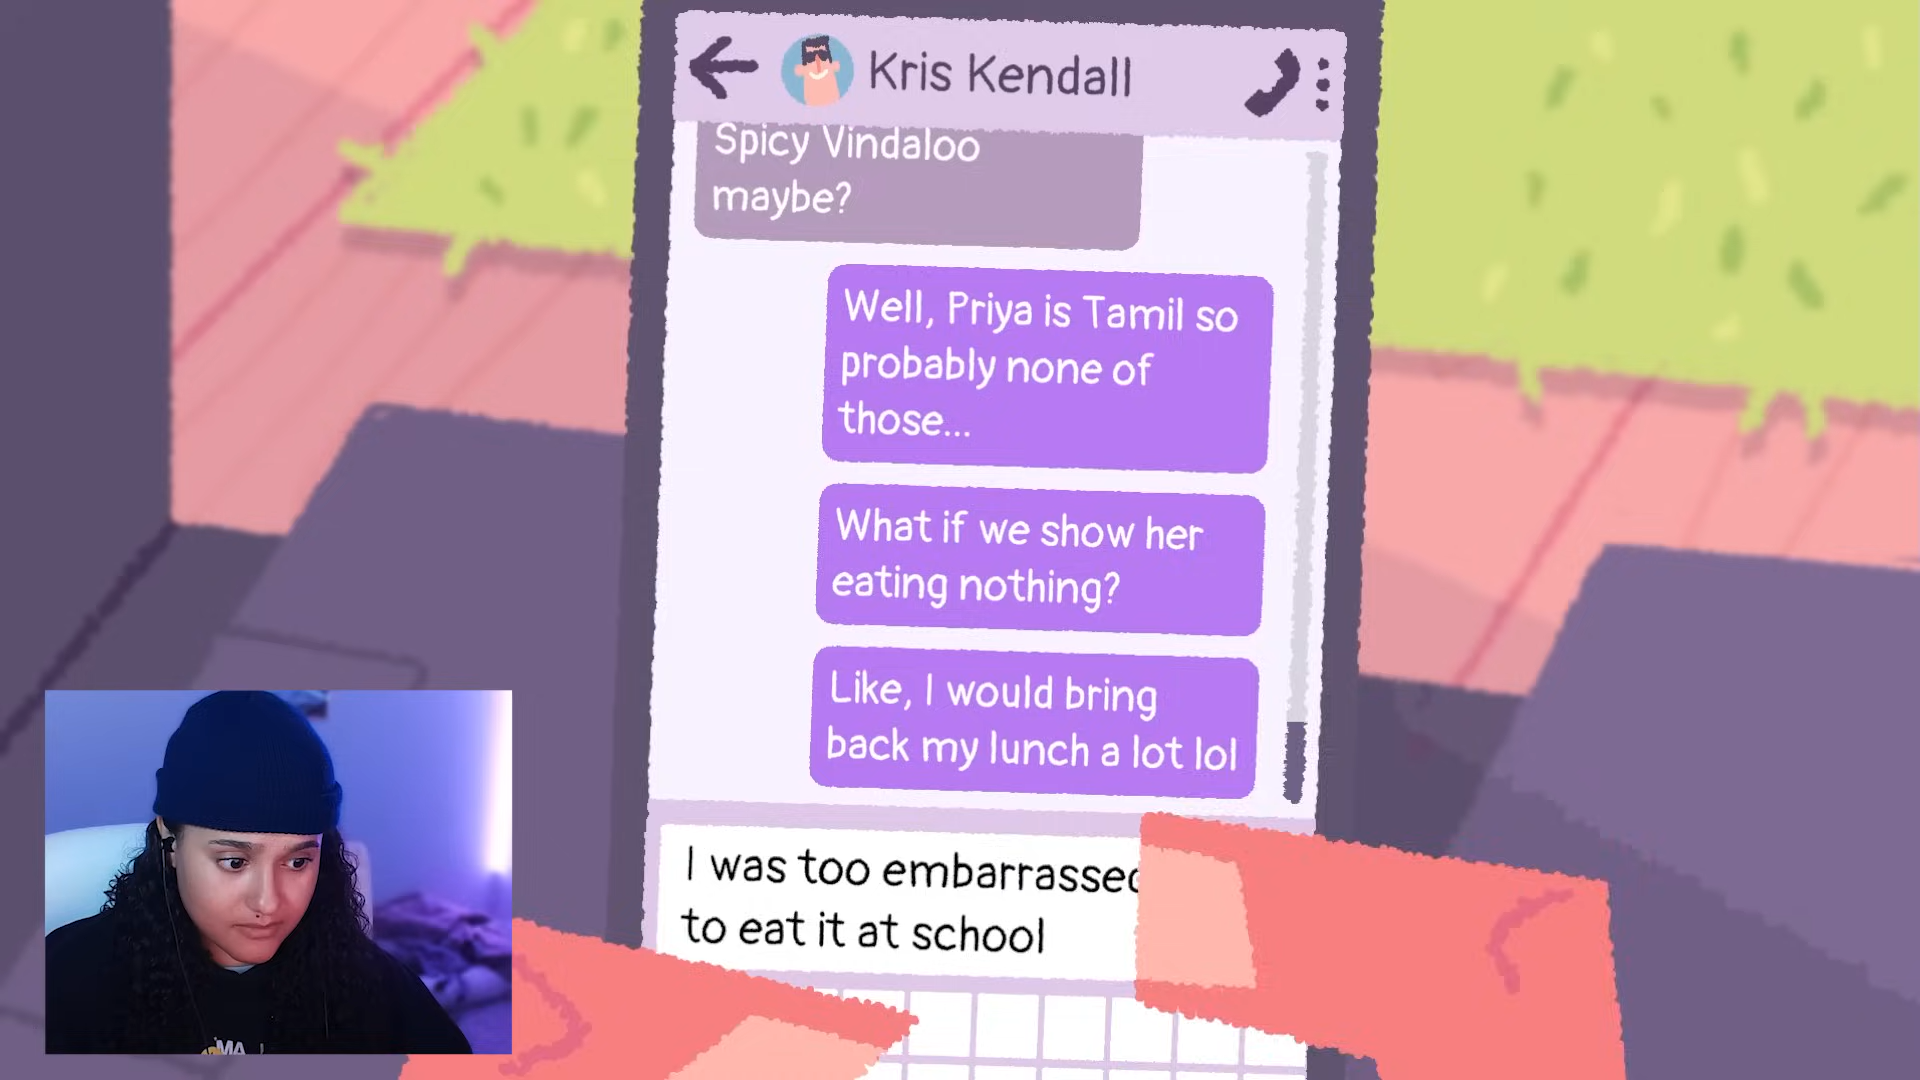 Kris Kendall
Spicy Vindaloo
maybe?
Well, Priya is Tamil so
probably none of
those...
What if we show her
eating nothing?
Like, I would bring
back my lunch a lot lol
I was too embarrassed
to eat it at school
MA